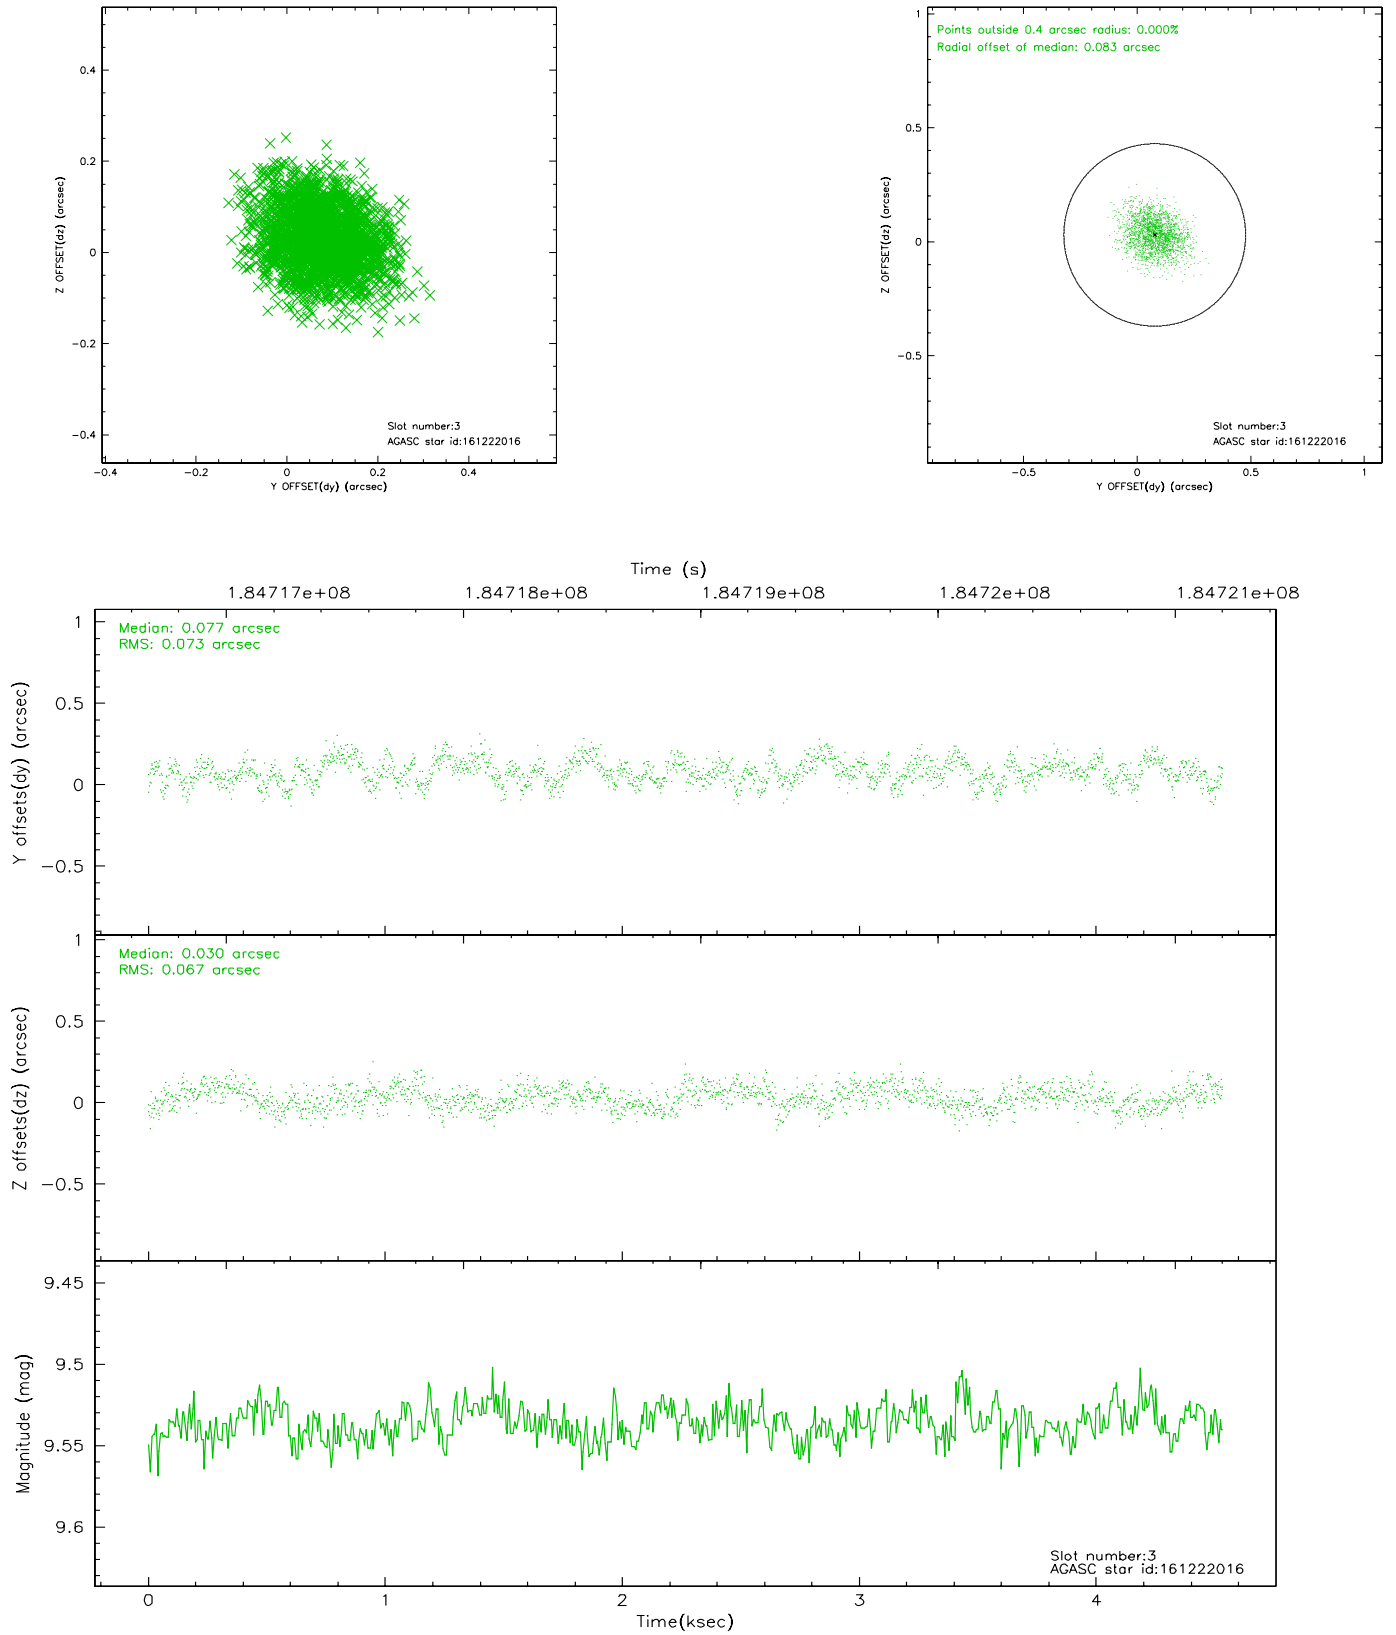 0.4
0.2
0
-0.2
-0.4
Z OFFSET(dz) (arcsec)
Slot number:3
AGASC star id:161222016
-0.4 -0.2 0 0.2 0.4
Y OFFSET(dy) (arcsec)
Points outside 0.4 arcsec radius: 0.000%
Radial offset of median: 0.083 arcsec
1
0.5
0
-0.5
Z OFFSET(dz) (arcsec)
Slot number:3
AGASC star id:161222016
-0.5 0 0.5 1
Y OFFSET(dy) (arcsec)
Time (s)
1.84717e+08 1.84718e+08 1.84719e+08 1.8472e+08 1.84721e+08
Median: 0.077 arcsec
RMS: 0.073 arcsec
1
0.5
0
-0.5
Y offsets(dy) (arcsec)
Median: 0.030 arcsec
RMS: 0.067 arcsec
1
0.5
0
-0.5
Z offsets(dz) (arcsec)
9.45
9.5
9.55
9.6
Magnitude (mag)
Slot number:3
AGASC star id:161222016
0 1 2 3 4
Time(ksec)